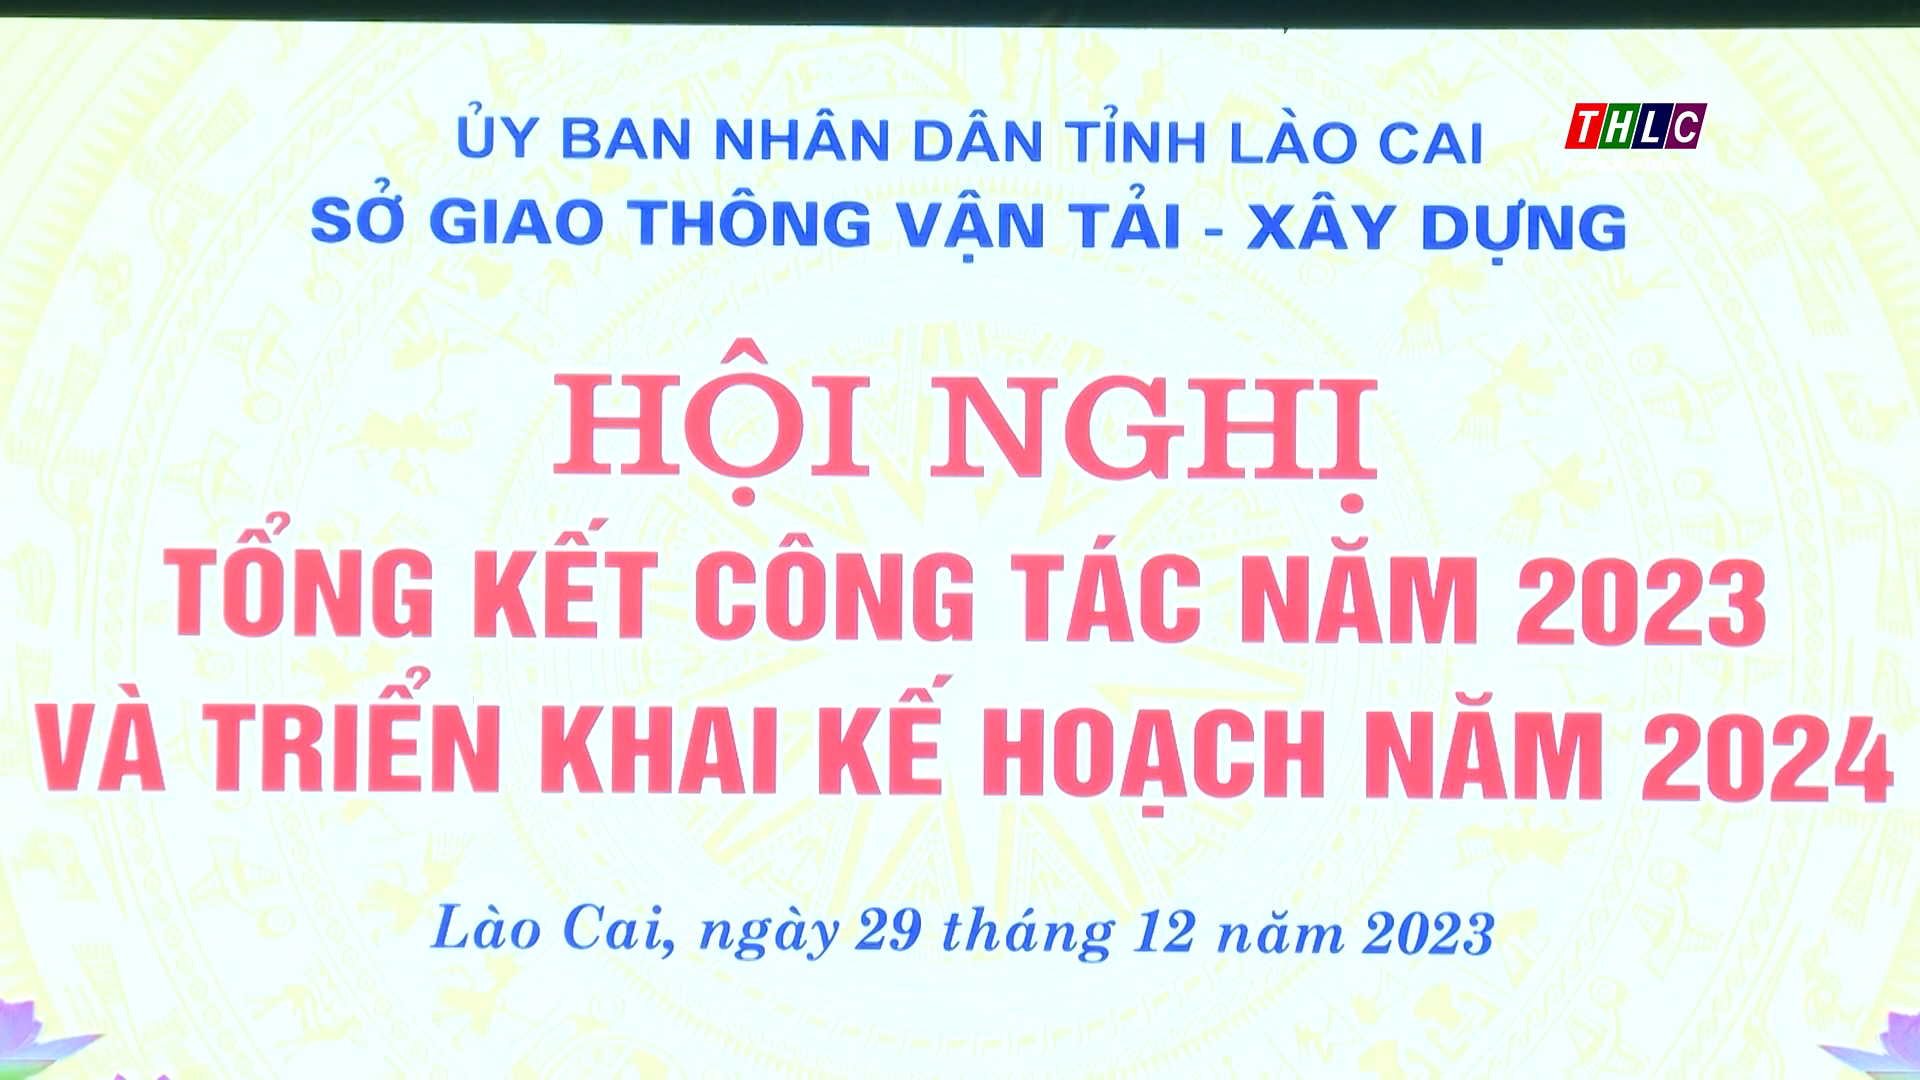 ỦY BAN NHÂN DÂN TỈNH LÀO CAI
THLC
SỞ GIAO THÔNG VẬN TẢI - XÂY DỰNG
HỘI NGHỊ
TỔNG KẾT CÔNG TÁC NĂM 2023
VÀ TRIỂN KHAI KẾ HOẠCH NĂM 2024
Lào Cai, ngày 29 tháng 12 năm 2023